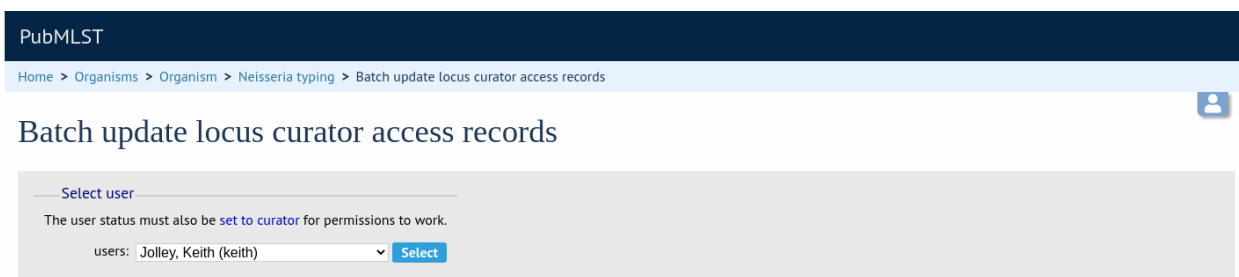 PubMLST
Home > Organisms > Organism > Neisseria typing > Batch update locus curator access records
Batch update locus curator access records
Select user
The user status must also be set to curator for permissions to work.
users: Jolley, Keith (keith) Select